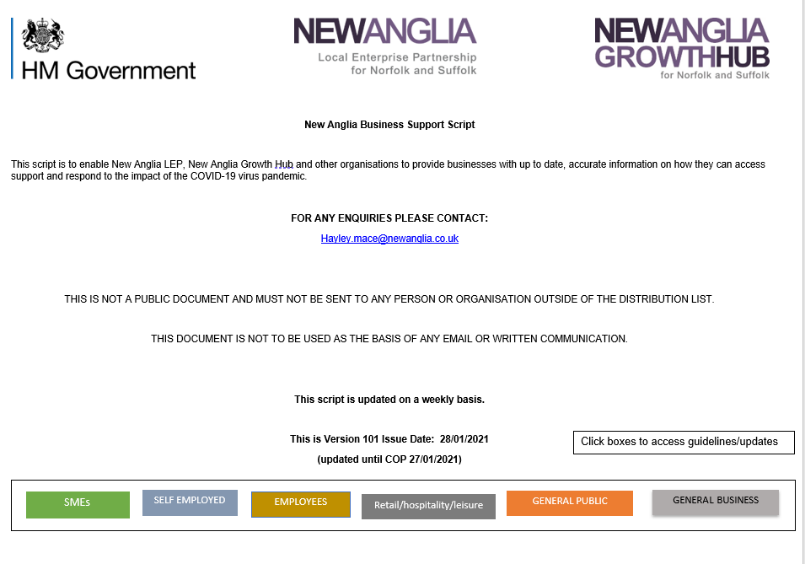 HM Government
NEWANGLIA
Local Enterprise Partnership
for Norfolk and Suffolk
NEWANGLIA
GROWTHHUB
for Norfolk and Suffolk
New Anglia Business Support Script
This script is to enable New Anglia LEP, New Anglia Growth Hub and other organisations to provide businesses with up to date, accurate information on how they can access
support and respond to the impact of the COVID-19 virus pandemic.
FOR ANY ENQUIRIES PLEASE CONTACT:
Hayley.mace@newanglia.co.uk
THIS IS NOT A PUBLIC DOCUMENT AND MUST NOT BE SENT TO ANY PERSON OR ORGANISATION OUTSIDE OF THE DISTRIBUTION LIST.
THIS DOCUMENT IS NOT TO BE USED AS THE BASIS OF ANY EMAIL OR WRITTEN COMMUNICATION.
This script is updated on a weekly basis.
This is Version 101 Issue Date: 28/01/2021
(updated until COP 27/01/2021)
Click boxes to access guidelines/updates
SMEs
SELF EMPLOYED
EMPLOYEES
Retail/hospitality/leisure
GENERAL PUBLIC
GENERAL BUSINESS